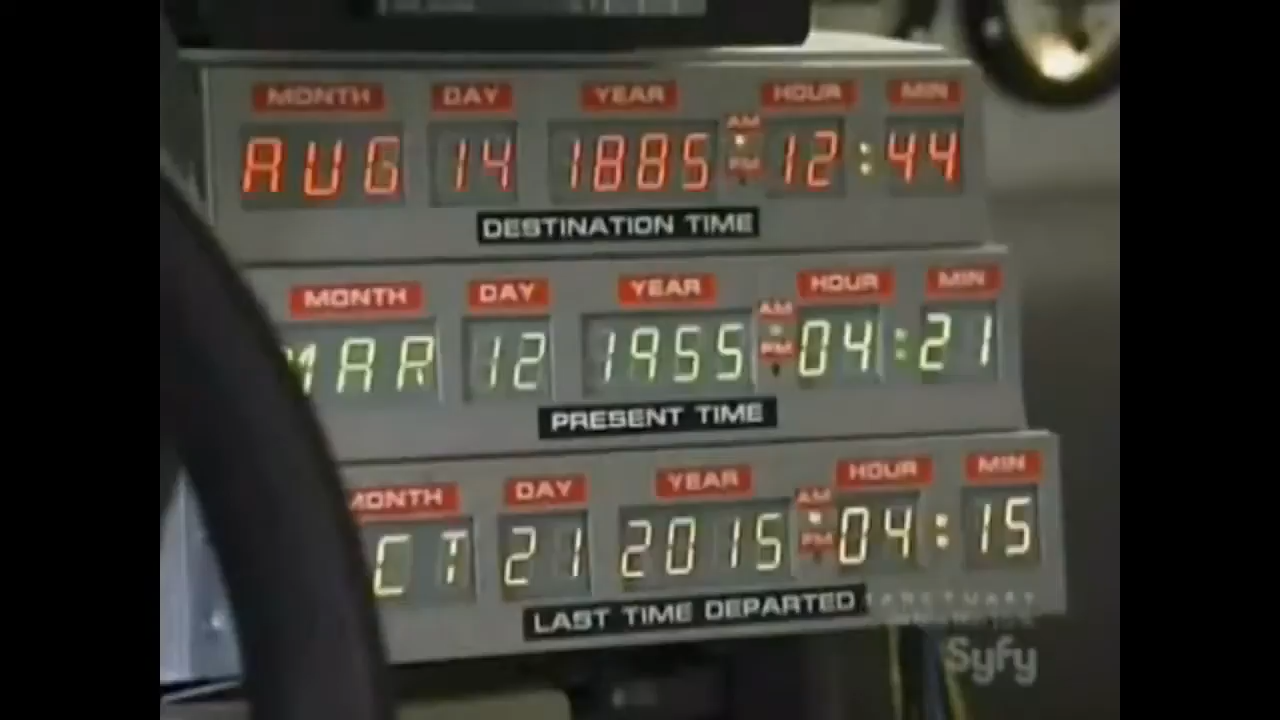 MONTH DAY YEAR HOUR MIN
AM
AUG 14 1885 12:44
PM
DESTINATION TIME
MONTH DAY YEAR HOUR MIN
AM
MAR 12 1955 04:21
PM
PRESENT TIME
MONTH DAY YEAR HOUR MIN
AM
CT 21 2015 04:15
PM
LAST TIME DEPARTED
SANCTUARY
Syfy